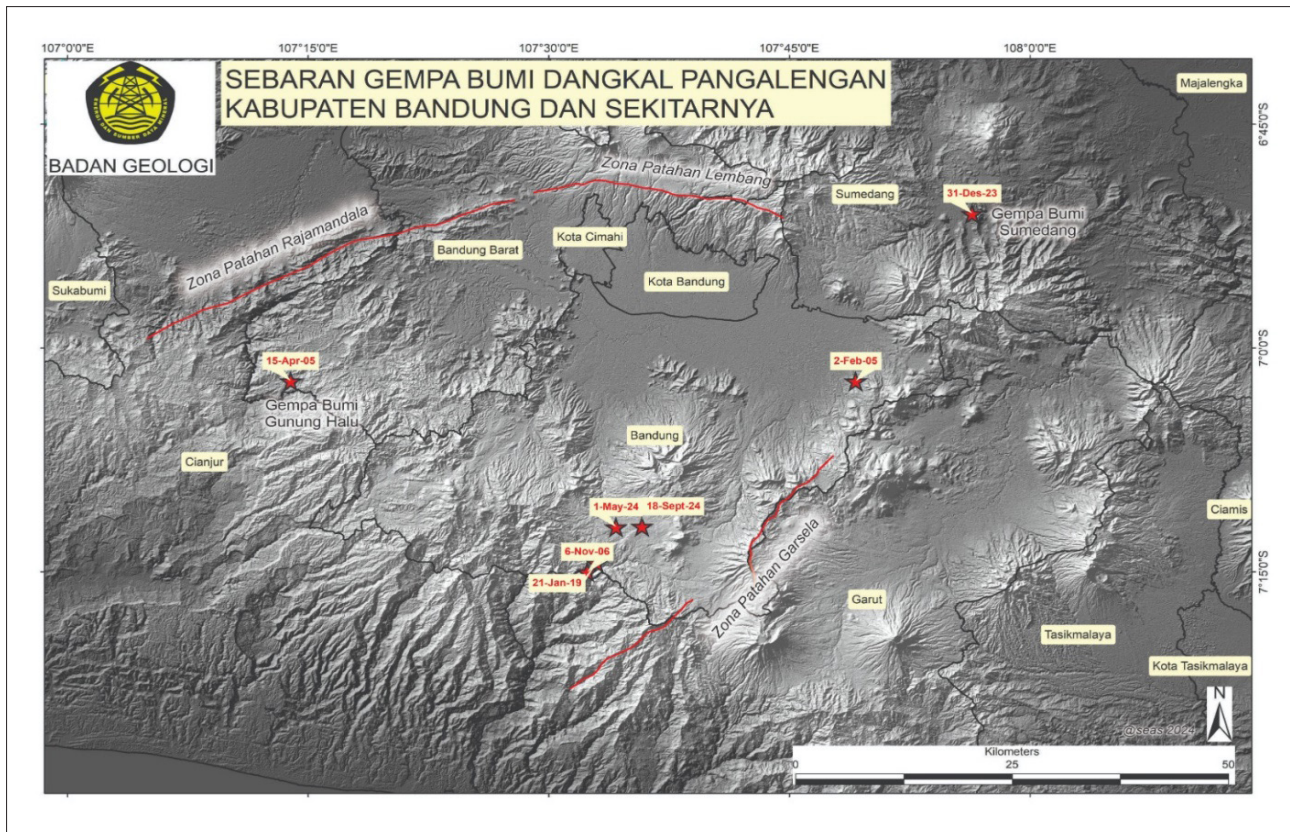 107°0'0"E
107°15'0"E
107°30'0"E
107°45'0"E
108°0'0"E
BADAN GEOLOGI
SEBARAN GEMPA BUMI DANGKAL PANGALENGAN
KABUPATEN BANDUNG DAN SEKITARNYA
Majalengka
6°45'0"S
Zona Patahan Lembang
Sumedang
31-Des-23
Gempa Bumi
Sumedang
Zona Patahan Rajamandala
Bandung Barat
Kota Cimahi
Kota Bandung
Sukabumi
7°0'0"S
15-Apr-05
Gempa Bumi
Gunung Halu
2-Feb-05
Bandung
Cianjur
1-May-24
18-Sept-24
Ciamis
6-Nov-06
21-Jan-19
7°15'0"S
Zona Patahan Garsela
Garut
Tasikmalaya
Kota Tasikmalaya
N
@seas 2024
Kilometers
0
25
50